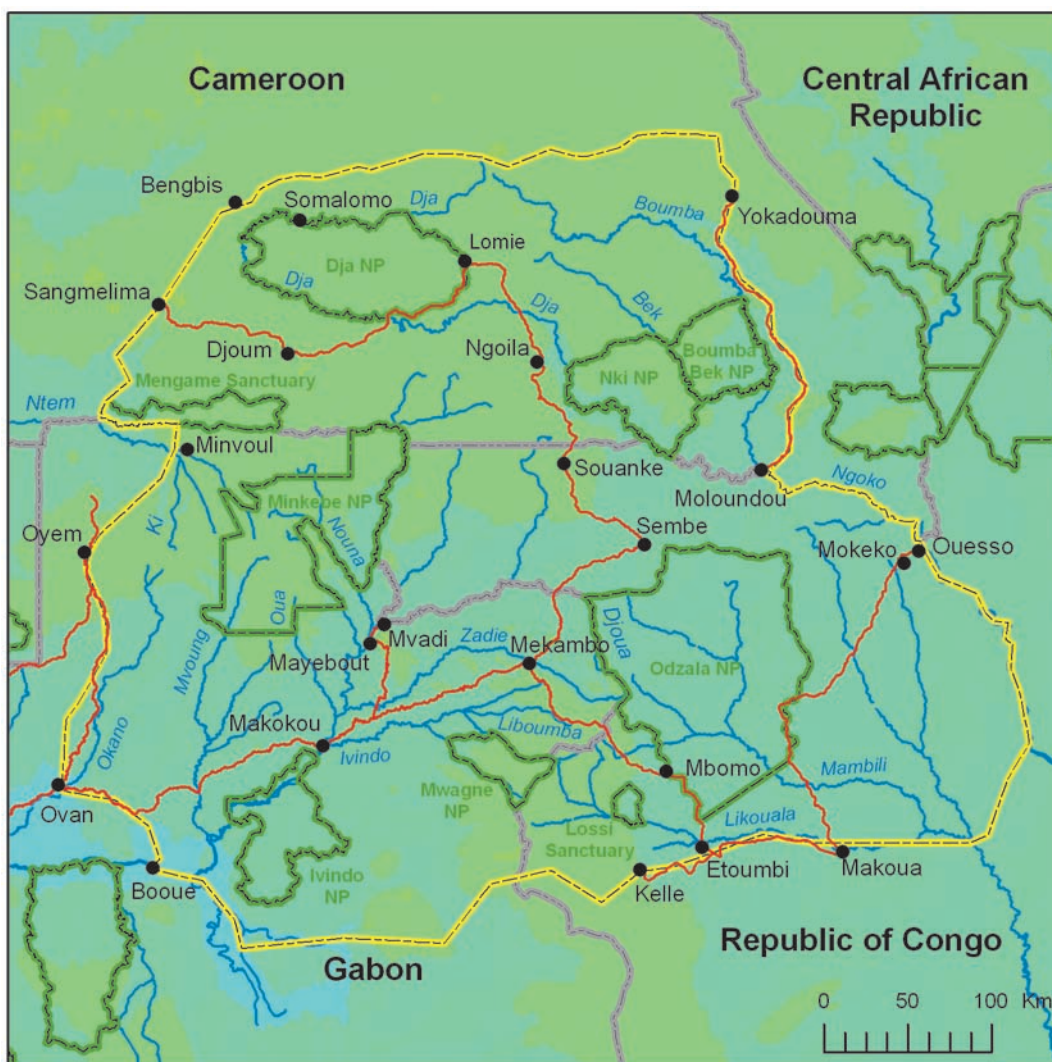 Cameroon
Central African
Republic
Bengbis
Somalomo
Dja
Boumba
Yokadouma
Lomie
Dja NP
Dja
Sangmelima
Dja
Bek
Djoum
Ngoila
Boumba
Bek NP
Nki NP
Mengame Sanctuary
Ntem
Minvoul
Souanke
Moloundou
Ngoko
Minkebe NP
Ki
Nouna
Oyem
Sembe
Mokeko
Ouesso
Oua
Djoua
Mvoung
Mvadi
Mayebout
Zadie
Mekambo
Odzala NP
Makokou
Liboumba
Okano
Ivindo
Mbomo
Mambili
Mwagne
NP
Ovan
Lossi
Sanctuary
Likouala
Booue
Ivindo
NP
Kelle
Etoumbi
Makoua
Gabon
Republic of Congo
0 50 100 Km